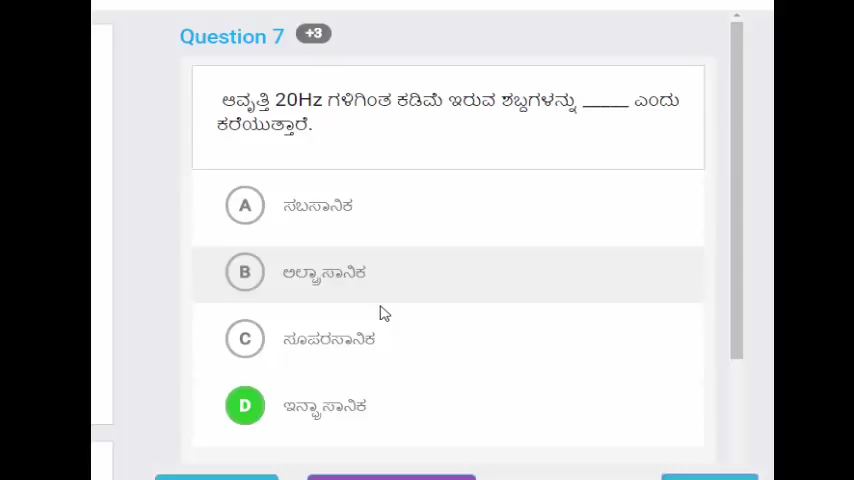 Question 7 +3
ಆವೃತ್ತಿ 20Hz ಗಳಿಗಿಂತ ಕಡಿಮೆ ಇರುವ ಶಬ್ದಗಳನ್ನು _____ ಎಂದು
ಕರೆಯುತ್ತಾರೆ.
A ಸಬಸಾನಿಕ
B ಅಲ್ಟ್ರಾಸಾನಿಕ
C ಸೂಪರಸಾನಿಕ
D ಇನ್ಫ್ರಾಸಾನಿಕ